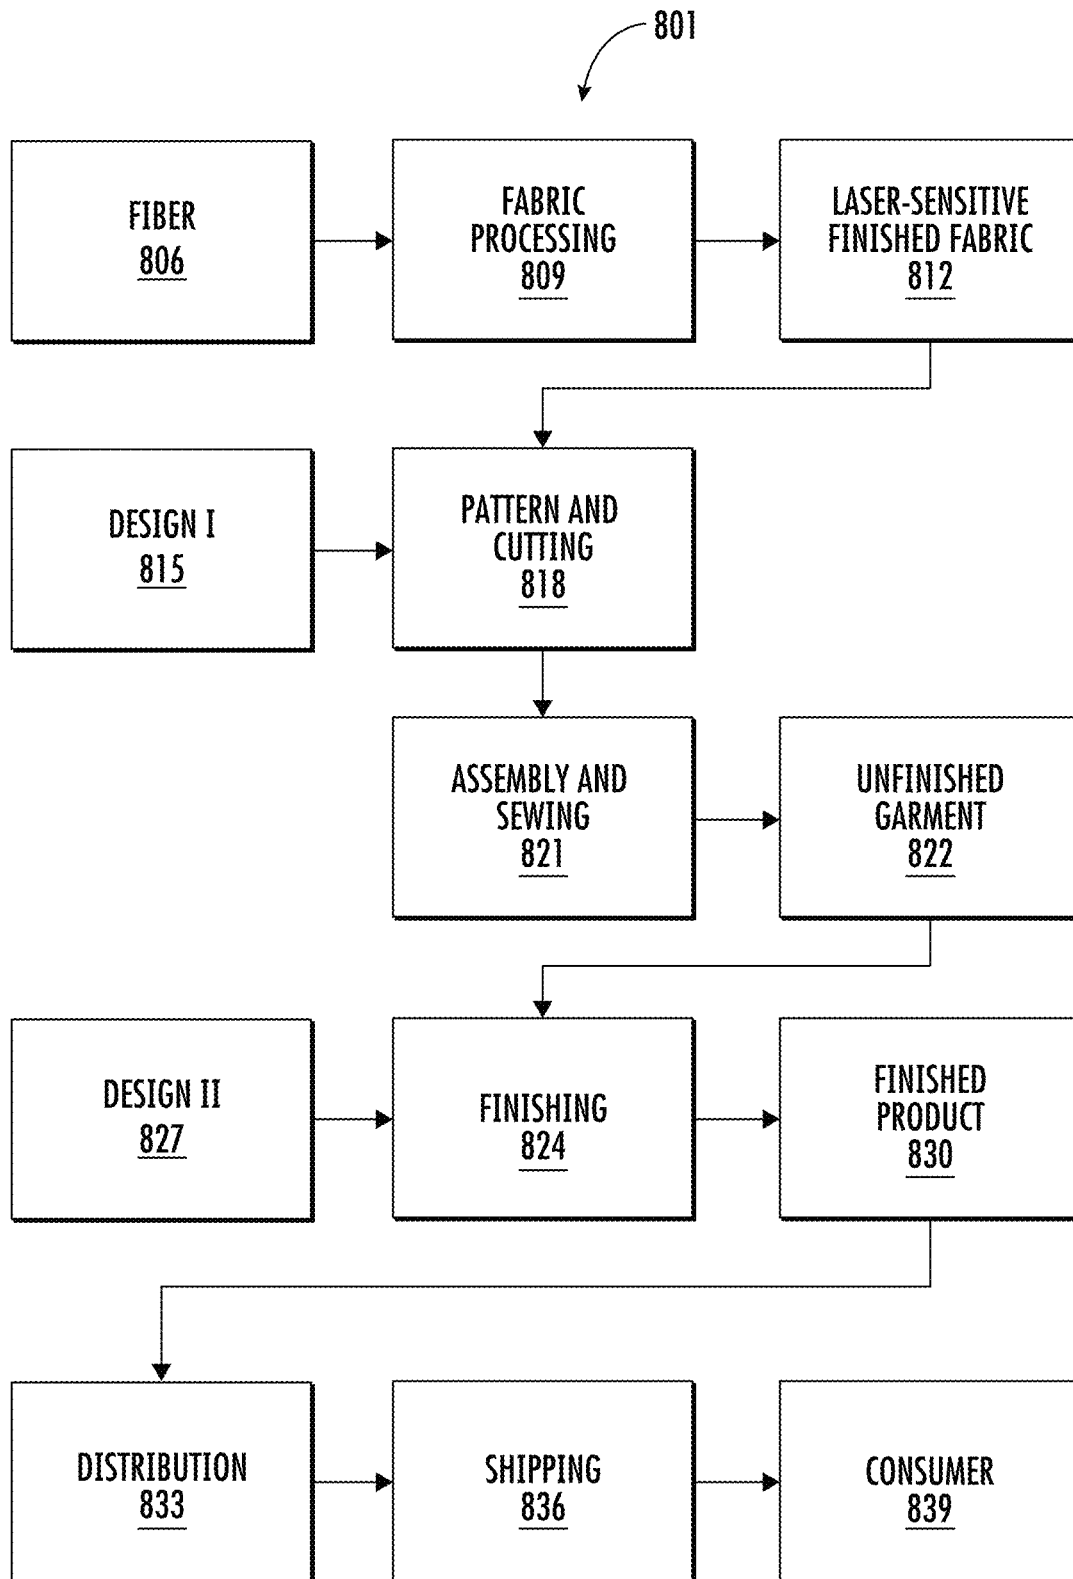 801
FIBER
806
FABRIC
PROCESSING
809
LASER-SENSITIVE
FINISHED FABRIC
812
DESIGN I
815
PATTERN AND
CUTTING
818
ASSEMBLY AND
SEWING
821
UNFINISHED
GARMENT
822
DESIGN II
827
FINISHING
824
FINISHED
PRODUCT
830
DISTRIBUTION
833
SHIPPING
836
CONSUMER
839